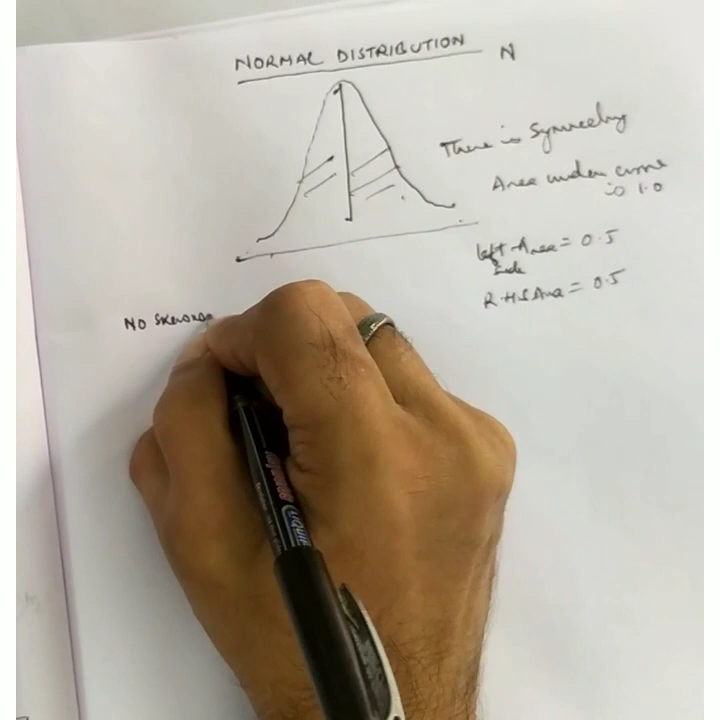 NORMAL DISTRIBUTION N
There is Symmetry
Area under curve
is 1.0
left Area = 0.5
side
R.H.S Area = 0.5
NO